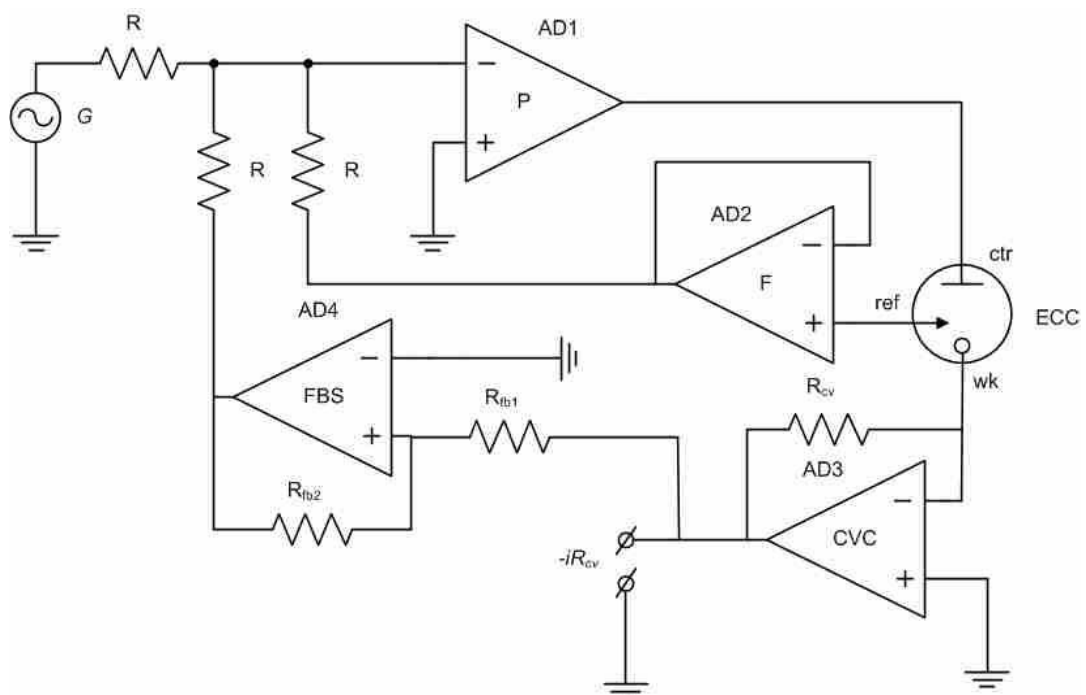 R
AD1
G
−
P
+
R
R
AD2
−
F
+
ctr
ref
ECC
wk
AD4
−
FBS
+
R_fb1
R_cv
AD3
R_fb2
−
CVC
+
-iR_cv